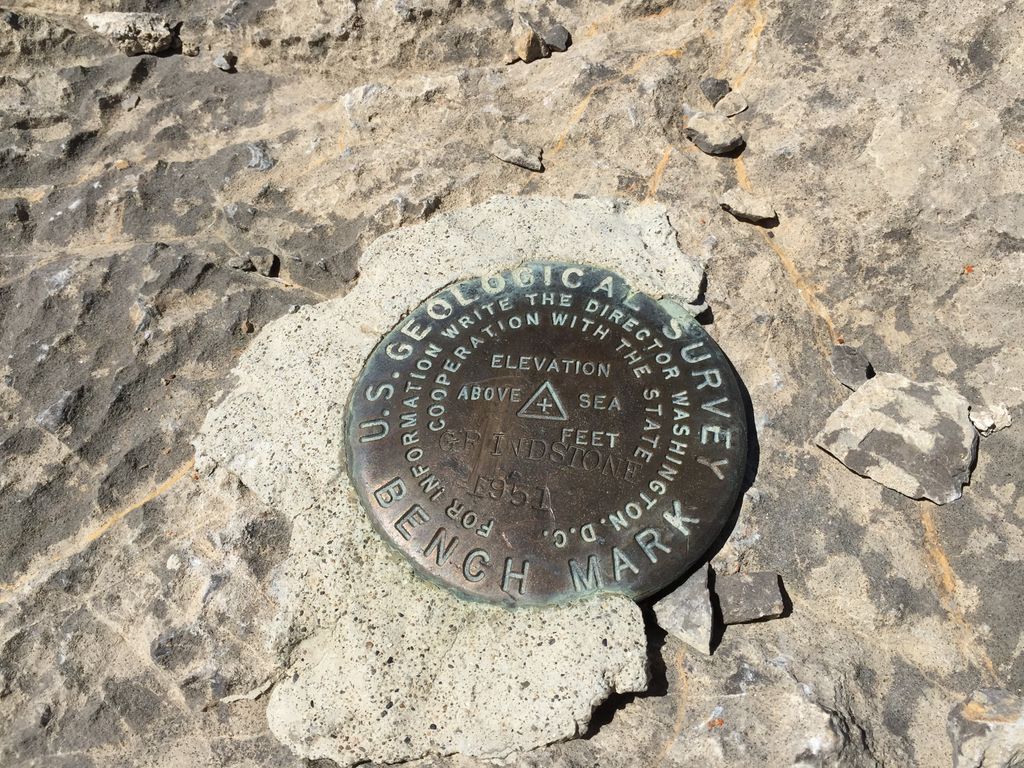 U.S. GEOLOGICAL SURVEY
FOR INFORMATION WRITE THE DIRECTOR WASHINGTON. D.C.
COOPERATION WITH THE STATE
ELEVATION
ABOVE SEA
FEET
GRINDSTONE
1951
BENCH MARK